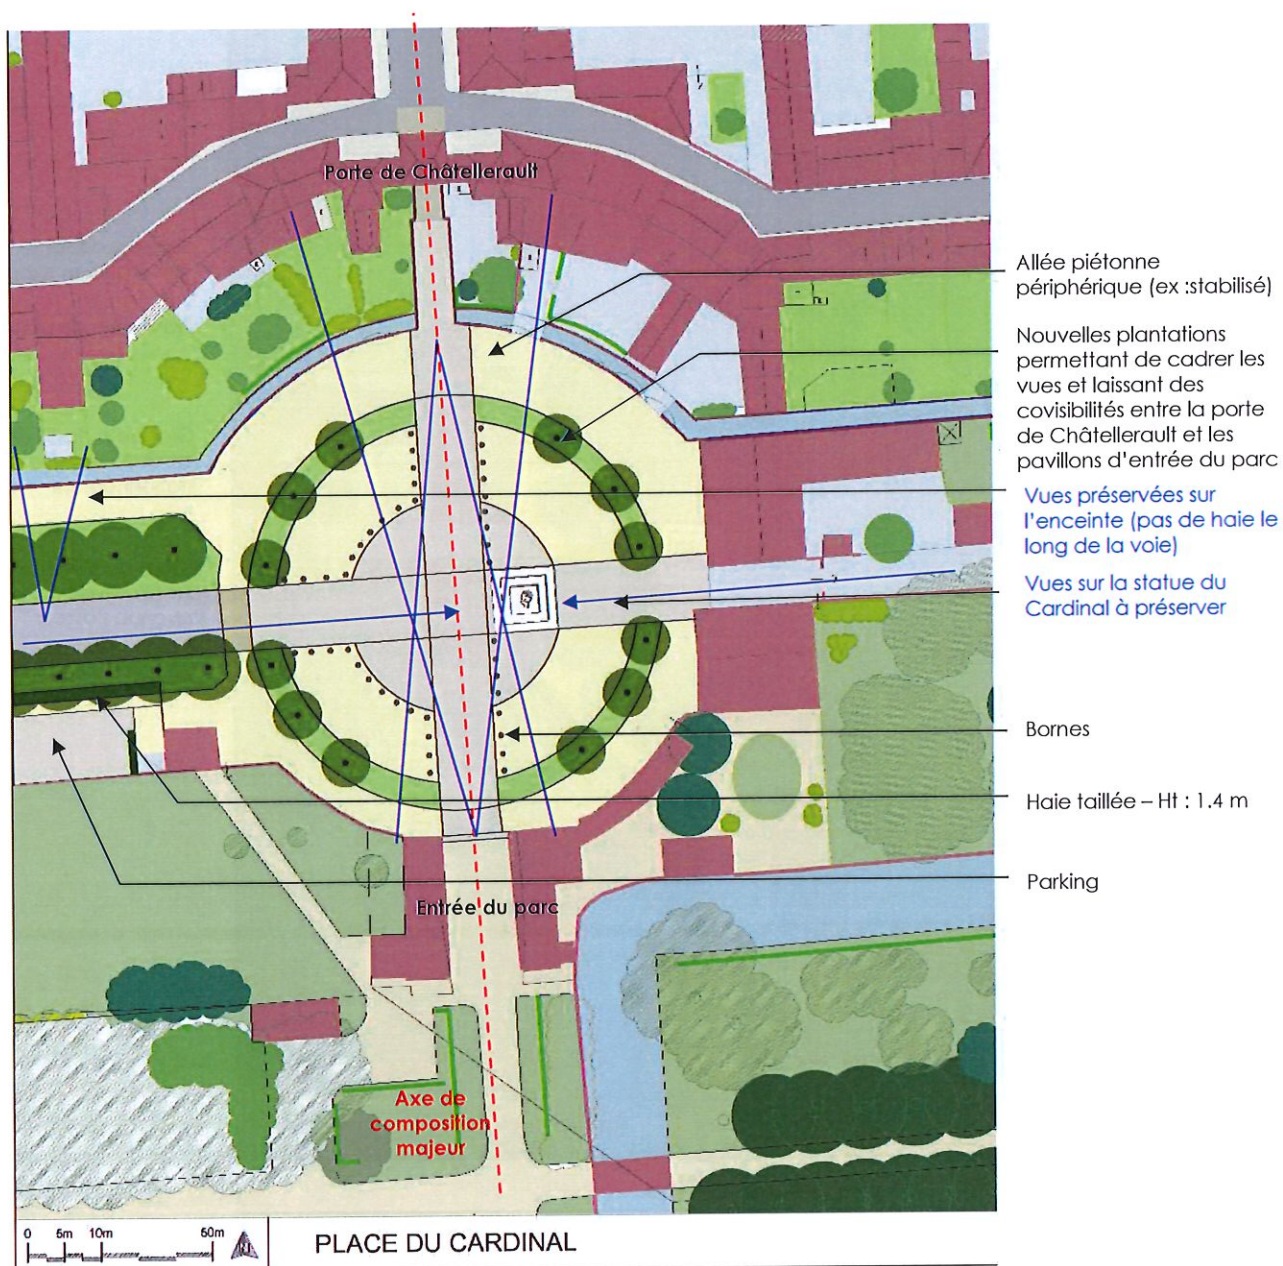 Porte de Châtellerault
Allée piétonne
périphérique (ex :stabilisé)
Nouvelles plantations
permettant de cadrer les
vues et laissant des
covisibilités entre la porte
de Châtellerault et les
pavillons d'entrée du parc
Vues préservées sur
l'enceinte (pas de haie le
long de la voie)
Vues sur la statue du
Cardinal à préserver
Bornes
Haie taillée – Ht : 1.4 m
Parking
Entrée du parc
Axe de
composition
majeur
0 5m 10m 50m N
PLACE DU CARDINAL